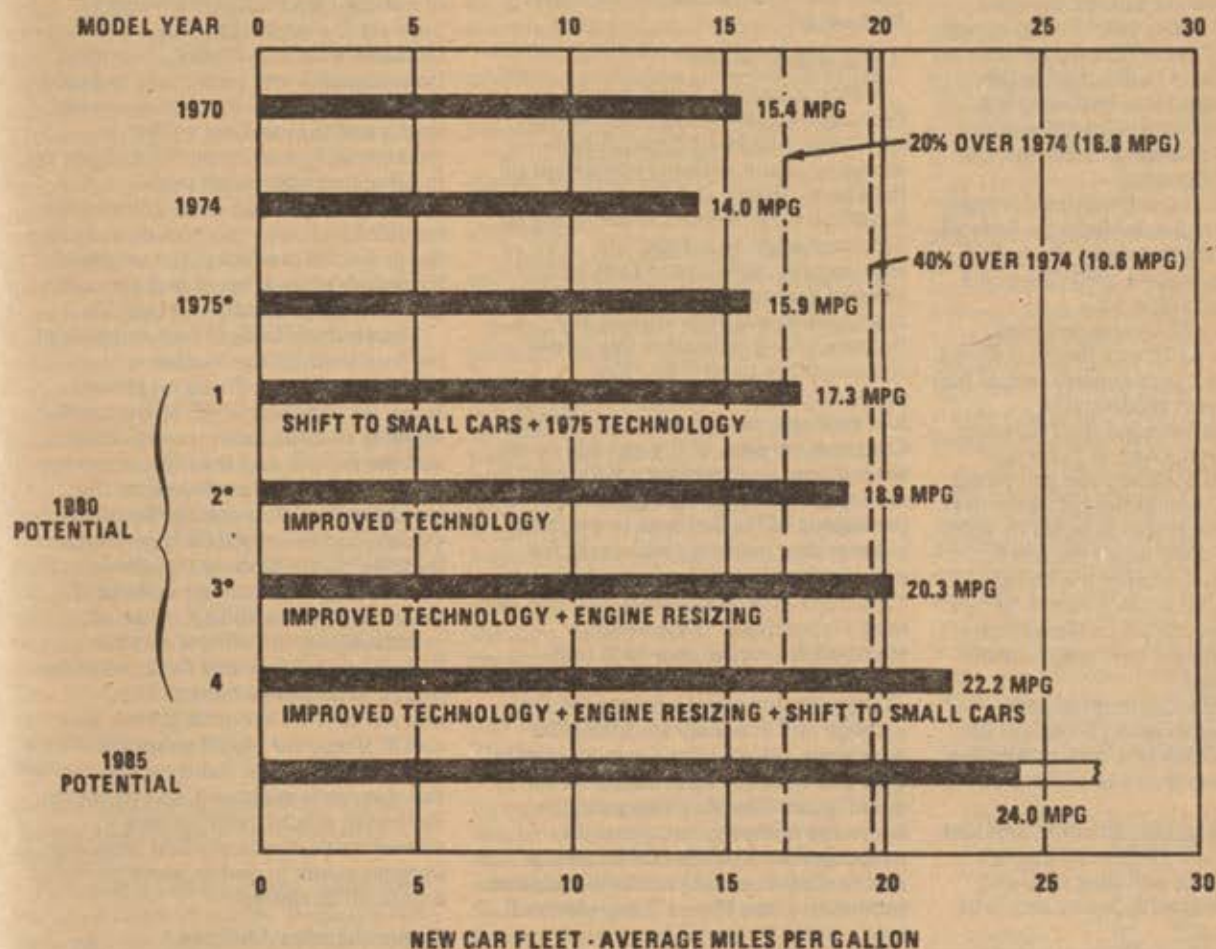 MODEL YEAR 0 5 10 15 20 25 30
1970 15.4 MPG
20% OVER 1974 (16.8 MPG)
1974 14.0 MPG
40% OVER 1974 (19.6 MPG)
1975* 15.9 MPG
1 17.3 MPG
SHIFT TO SMALL CARS + 1975 TECHNOLOGY
2* 18.9 MPG
IMPROVED TECHNOLOGY
1980
POTENTIAL
3* 20.3 MPG
IMPROVED TECHNOLOGY + ENGINE RESIZING
4 22.2 MPG
IMPROVED TECHNOLOGY + ENGINE RESIZING + SHIFT TO SMALL CARS
1985
POTENTIAL
24.0 MPG
0 5 10 15 20 25 30
NEW CAR FLEET - AVERAGE MILES PER GALLON